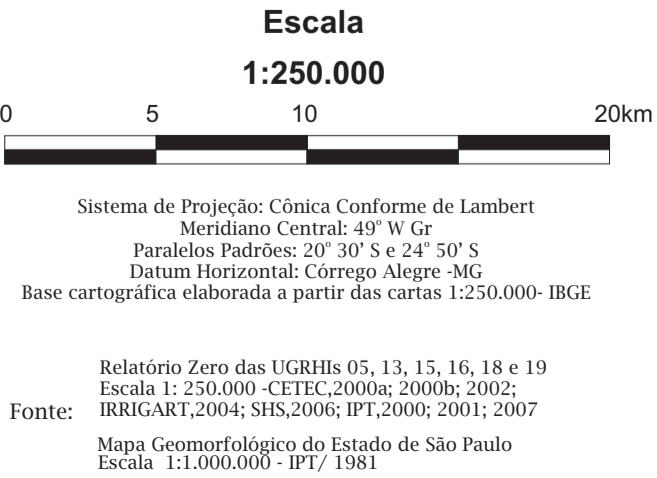 Escala
1:250.000
0 5 10 20km
Sistema de Projeção: Cônica Conforme de Lambert
Meridiano Central: 49° W Gr
Paralelos Padrões: 20° 30’ S e 24° 50’ S
Datum Horizontal: Córrego Alegre -MG
Base cartográfica elaborada a partir das cartas 1:250.000- IBGE
Relatório Zero das UGRHIs 05, 13, 15, 16, 18 e 19
Escala 1: 250.000 -CETEC,2000a; 2000b; 2002;
Fonte: IRRIGART,2004; SHS,2006; IPT,2000; 2001; 2007
Mapa Geomorfológico do Estado de São Paulo
Escala 1:1.000.000 - IPT/ 1981